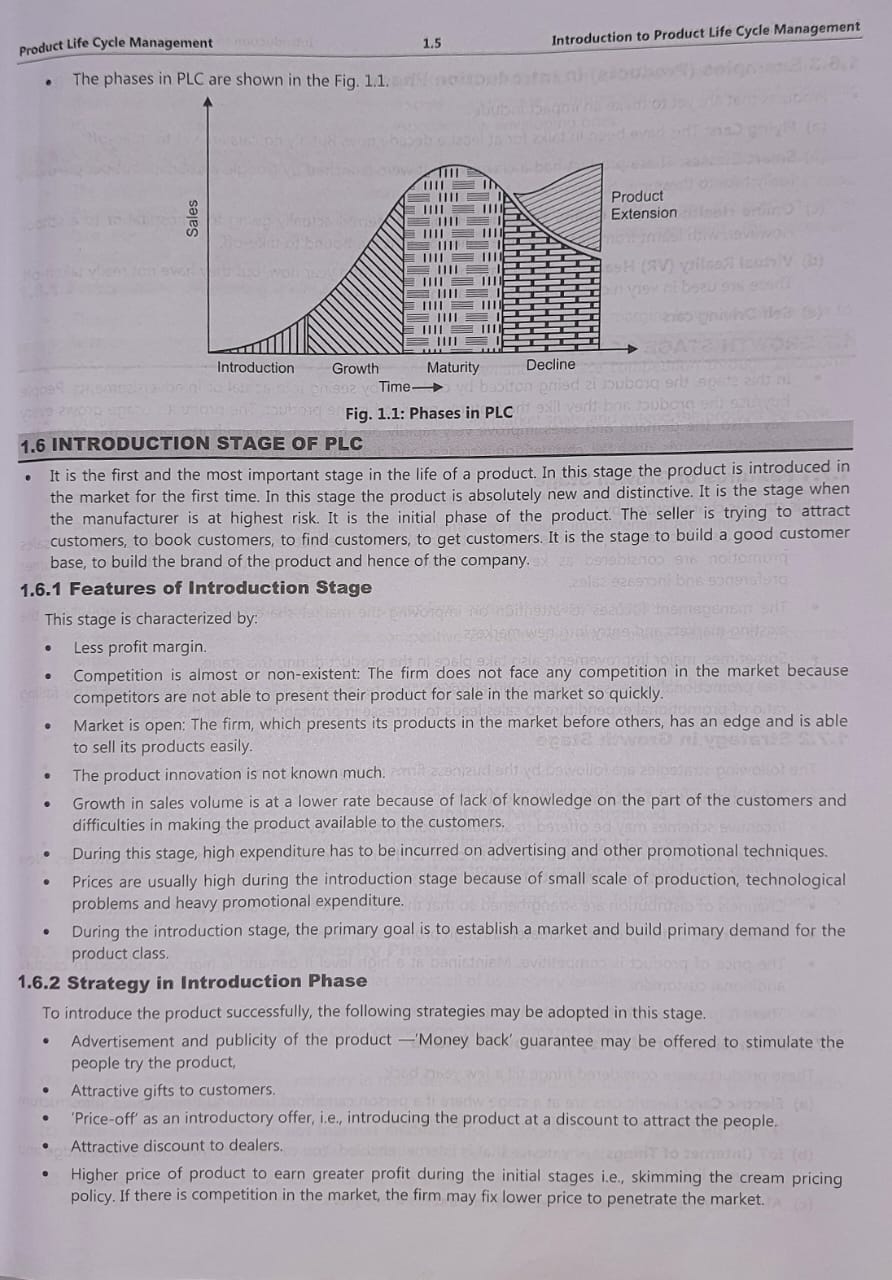 Product Life Cycle Management 1.5 Introduction to Product Life Cycle Management
• The phases in PLC are shown in the Fig. 1.1.
Sales
Product
Extension
Introduction Growth Maturity Decline
Time
Fig. 1.1: Phases in PLC
1.6 INTRODUCTION STAGE OF PLC
• It is the first and the most important stage in the life of a product. In this stage the product is introduced in
the market for the first time. In this stage the product is absolutely new and distinctive. It is the stage when
the manufacturer is at highest risk. It is the initial phase of the product. The seller is trying to attract
customers, to book customers, to find customers, to get customers. It is the stage to build a good customer
base, to build the brand of the product and hence of the company.
1.6.1 Features of Introduction Stage
This stage is characterized by:
• Less profit margin.
• Competition is almost or non-existent: The firm does not face any competition in the market because
competitors are not able to present their product for sale in the market so quickly.
• Market is open: The firm, which presents its products in the market before others, has an edge and is able
to sell its products easily.
• The product innovation is not known much.
• Growth in sales volume is at a lower rate because of lack of knowledge on the part of the customers and
difficulties in making the product available to the customers.
• During this stage, high expenditure has to be incurred on advertising and other promotional techniques.
• Prices are usually high during the introduction stage because of small scale of production, technological
problems and heavy promotional expenditure.
• During the introduction stage, the primary goal is to establish a market and build primary demand for the
product class.
1.6.2 Strategy in Introduction Phase
To introduce the product successfully, the following strategies may be adopted in this stage.
• Advertisement and publicity of the product —'Money back' guarantee may be offered to stimulate the
people try the product,
• Attractive gifts to customers.
• 'Price-off' as an introductory offer, i.e., introducing the product at a discount to attract the people.
• Attractive discount to dealers.
• Higher price of product to earn greater profit during the initial stages i.e., skimming the cream pricing
policy. If there is competition in the market, the firm may fix lower price to penetrate the market.